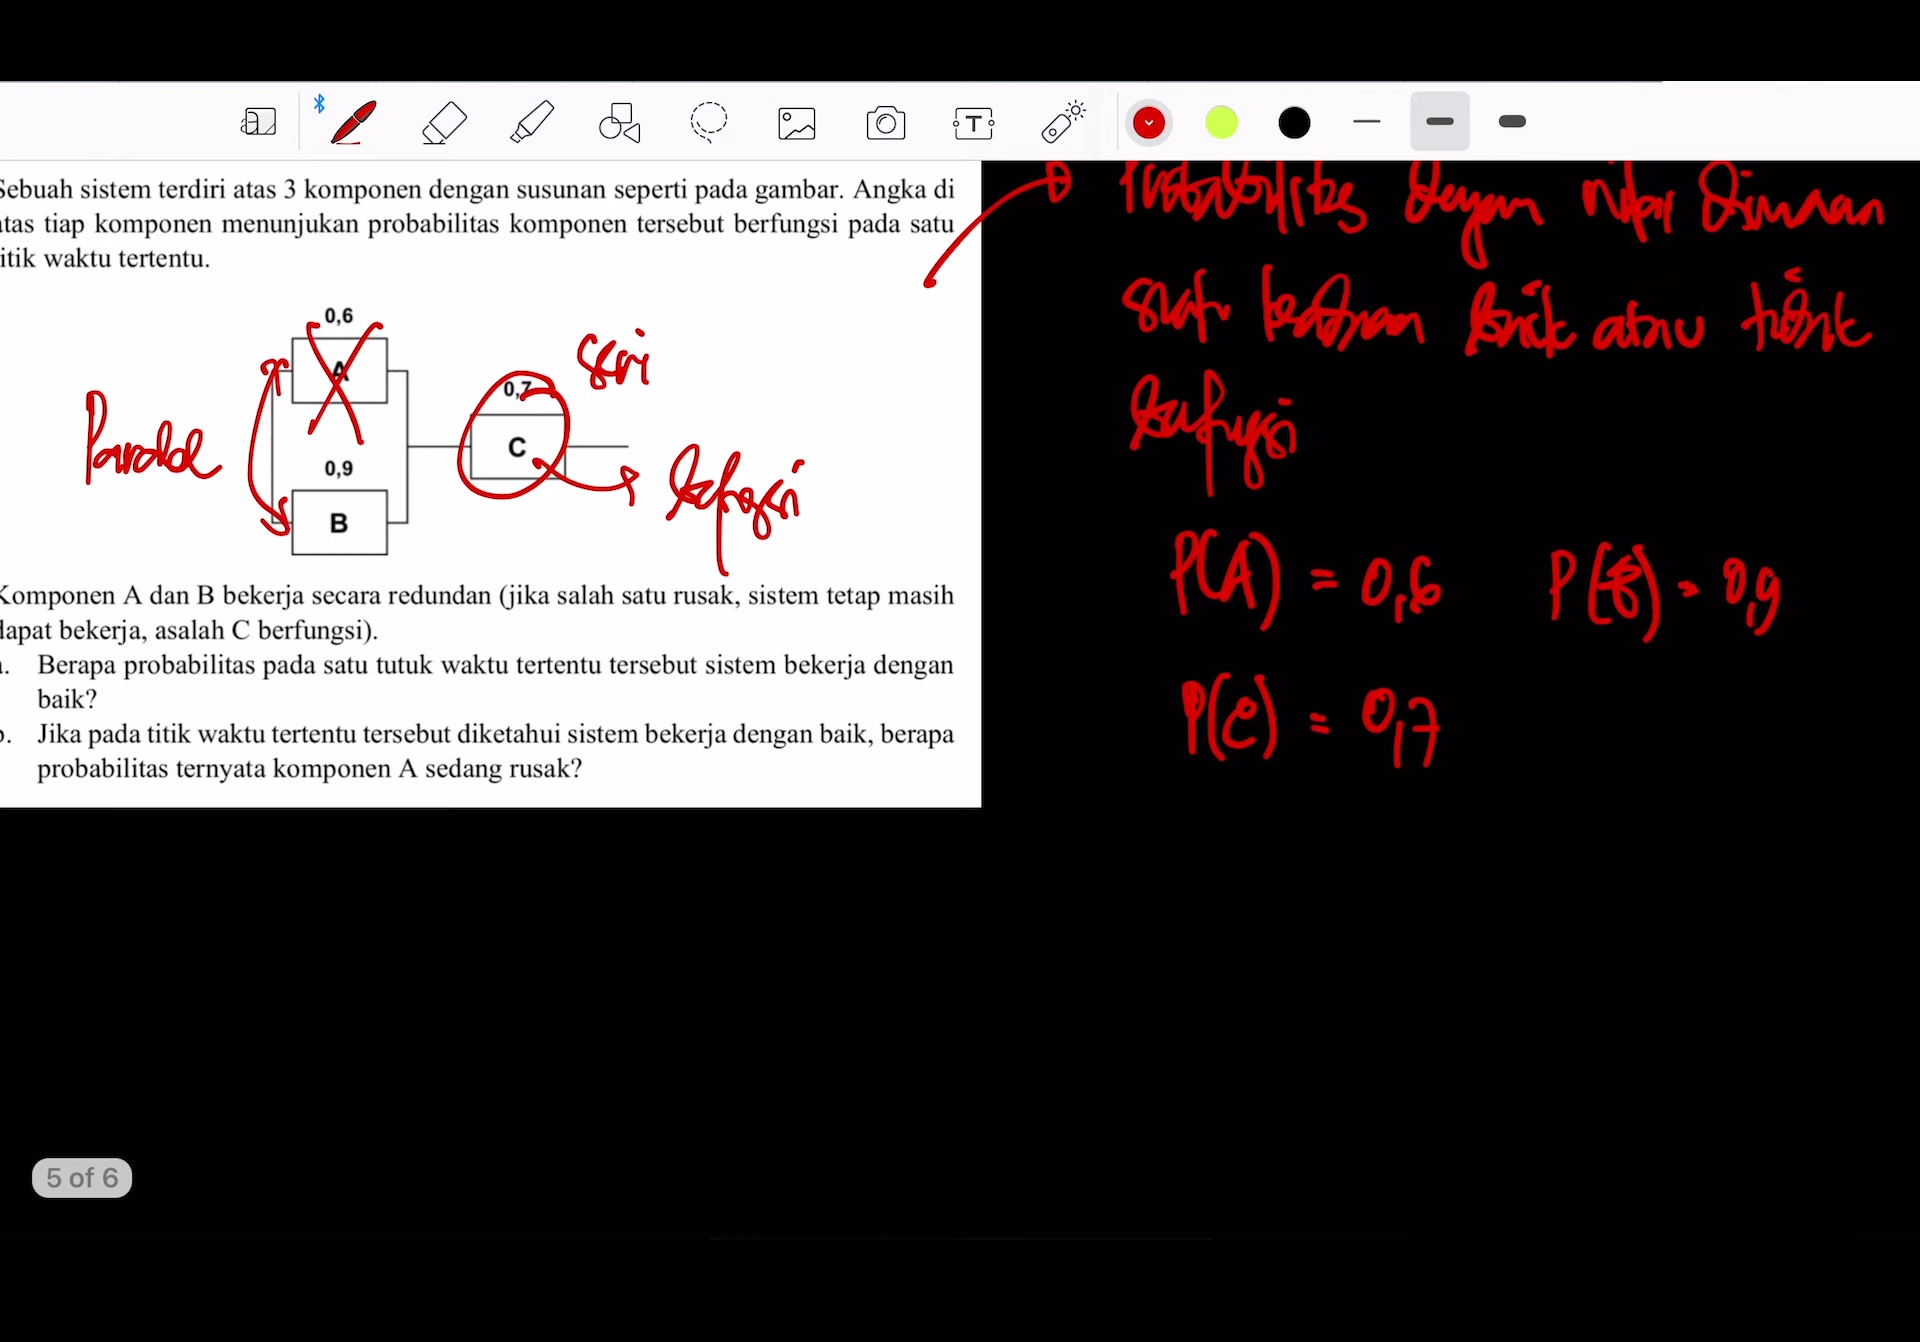 Sebuah sistem terdiri atas 3 komponen dengan susunan seperti pada gambar. Angka di
atas tiap komponen menunjukan probabilitas komponen tersebut berfungsi pada satu
titik waktu tertentu.
0,6
A
0,9
B
0,7
C
Paralel
seri
berfungsi
Komponen A dan B bekerja secara redundan (jika salah satu rusak, sistem tetap masih
dapat bekerja, asalah C berfungsi).
Berapa probabilitas pada satu tutuk waktu tertentu tersebut sistem bekerja dengan
baik?
b. Jika pada titik waktu tertentu tersebut diketahui sistem bekerja dengan baik, berapa
probabilitas ternyata komponen A sedang rusak?
Probabilitas dengan nilai dimana
suatu keadaan baik atau tidak
berfungsi
P(A) = 0,6 P(B) = 0,9
P(C) = 0,7
5 of 6